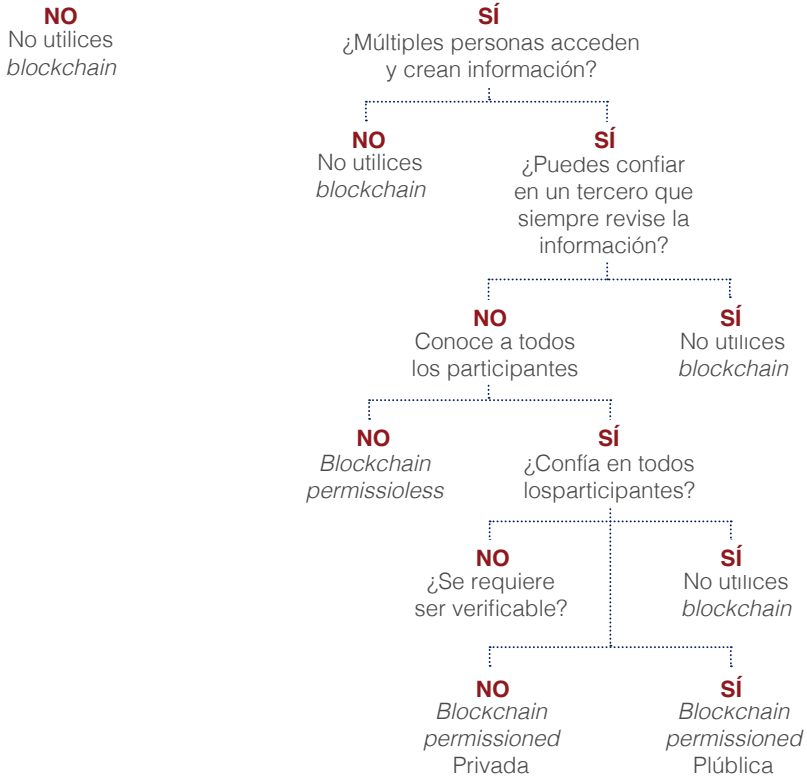 NO
No utilices
blockchain
SÍ
¿Múltiples personas acceden
y crean información?
NO
No utilices
blockchain
SÍ
¿Puedes confiar
en un tercero que
siempre revise la
información?
NO
Conoce a todos
los participantes
SÍ
No utilices
blockchain
NO
Blockchain
permissioless
SÍ
¿Confía en todos
losparticipantes?
NO
¿Se requiere
ser verificable?
SÍ
No utilices
blockchain
NO
Blockchain
permissioned
Privada
SÍ
Blockchain
permissioned
Plública